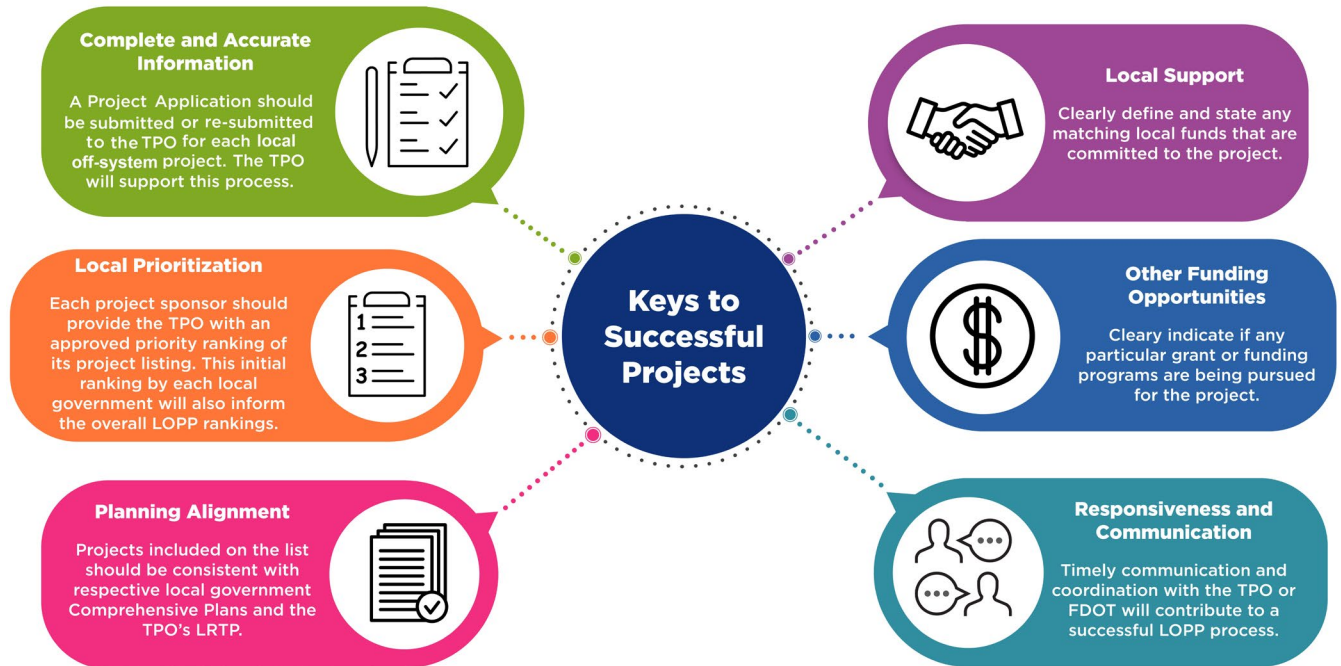 Complete and Accurate
Information
A Project Application should
be submitted or re-submitted
to the TPO for each local
off-system project. The TPO
will support this process.
Local Prioritization
Each project sponsor should
provide the TPO with an
approved priority ranking of
its project listing. This initial
ranking by each local
government will also inform
the overall LOPP rankings.
1
2
3
Planning Alignment
Projects included on the list
should be consistent with
respective local government
Comprehensive Plans and the
TPO's LRTP.
Keys to
Successful
Projects
Local Support
Clearly define and state any
matching local funds that are
committed to the project.
Other Funding
Opportunities
Cleary indicate if any
particular grant or funding
programs are being pursued
for the project.
$
Responsiveness and
Communication
Timely communication and
coordination with the TPO or
FDOT will contribute to a
successful LOPP process.